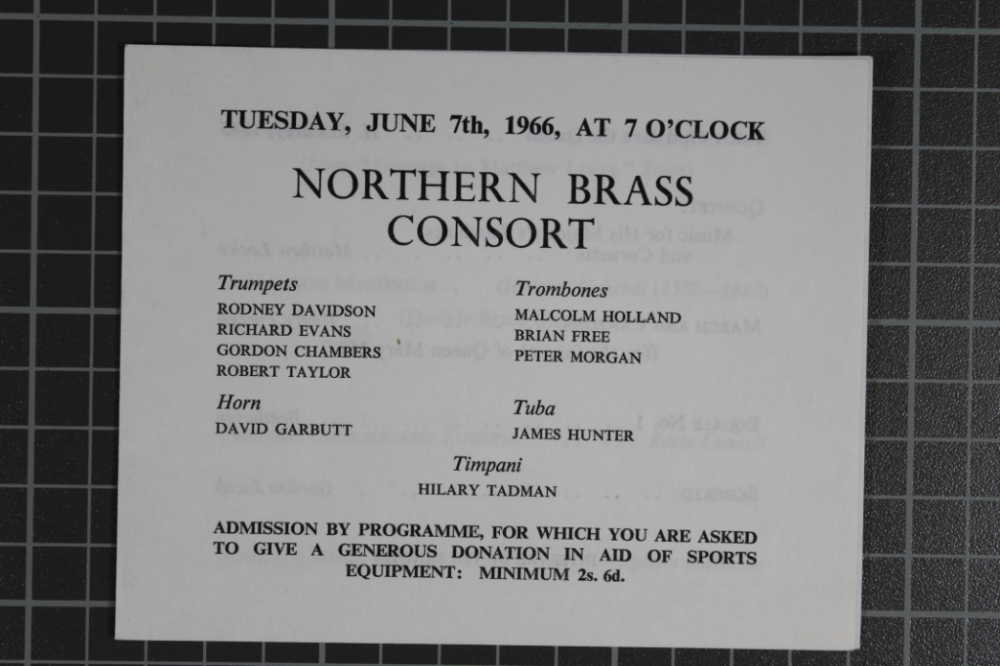 TUESDAY, JUNE 7th, 1966, AT 7 O'CLOCK
NORTHERN BRASS
CONSORT
Trumpets
RODNEY DAVIDSON
RICHARD EVANS
GORDON CHAMBERS
ROBERT TAYLOR
Trombones
MALCOLM HOLLAND
BRIAN FREE
PETER MORGAN
Horn
DAVID GARBUTT
Tuba
JAMES HUNTER
Timpani
HILARY TADMAN
ADMISSION BY PROGRAMME, FOR WHICH YOU ARE ASKED
TO GIVE A GENEROUS DONATION IN AID OF SPORTS
EQUIPMENT: MINIMUM 2s. 6d.